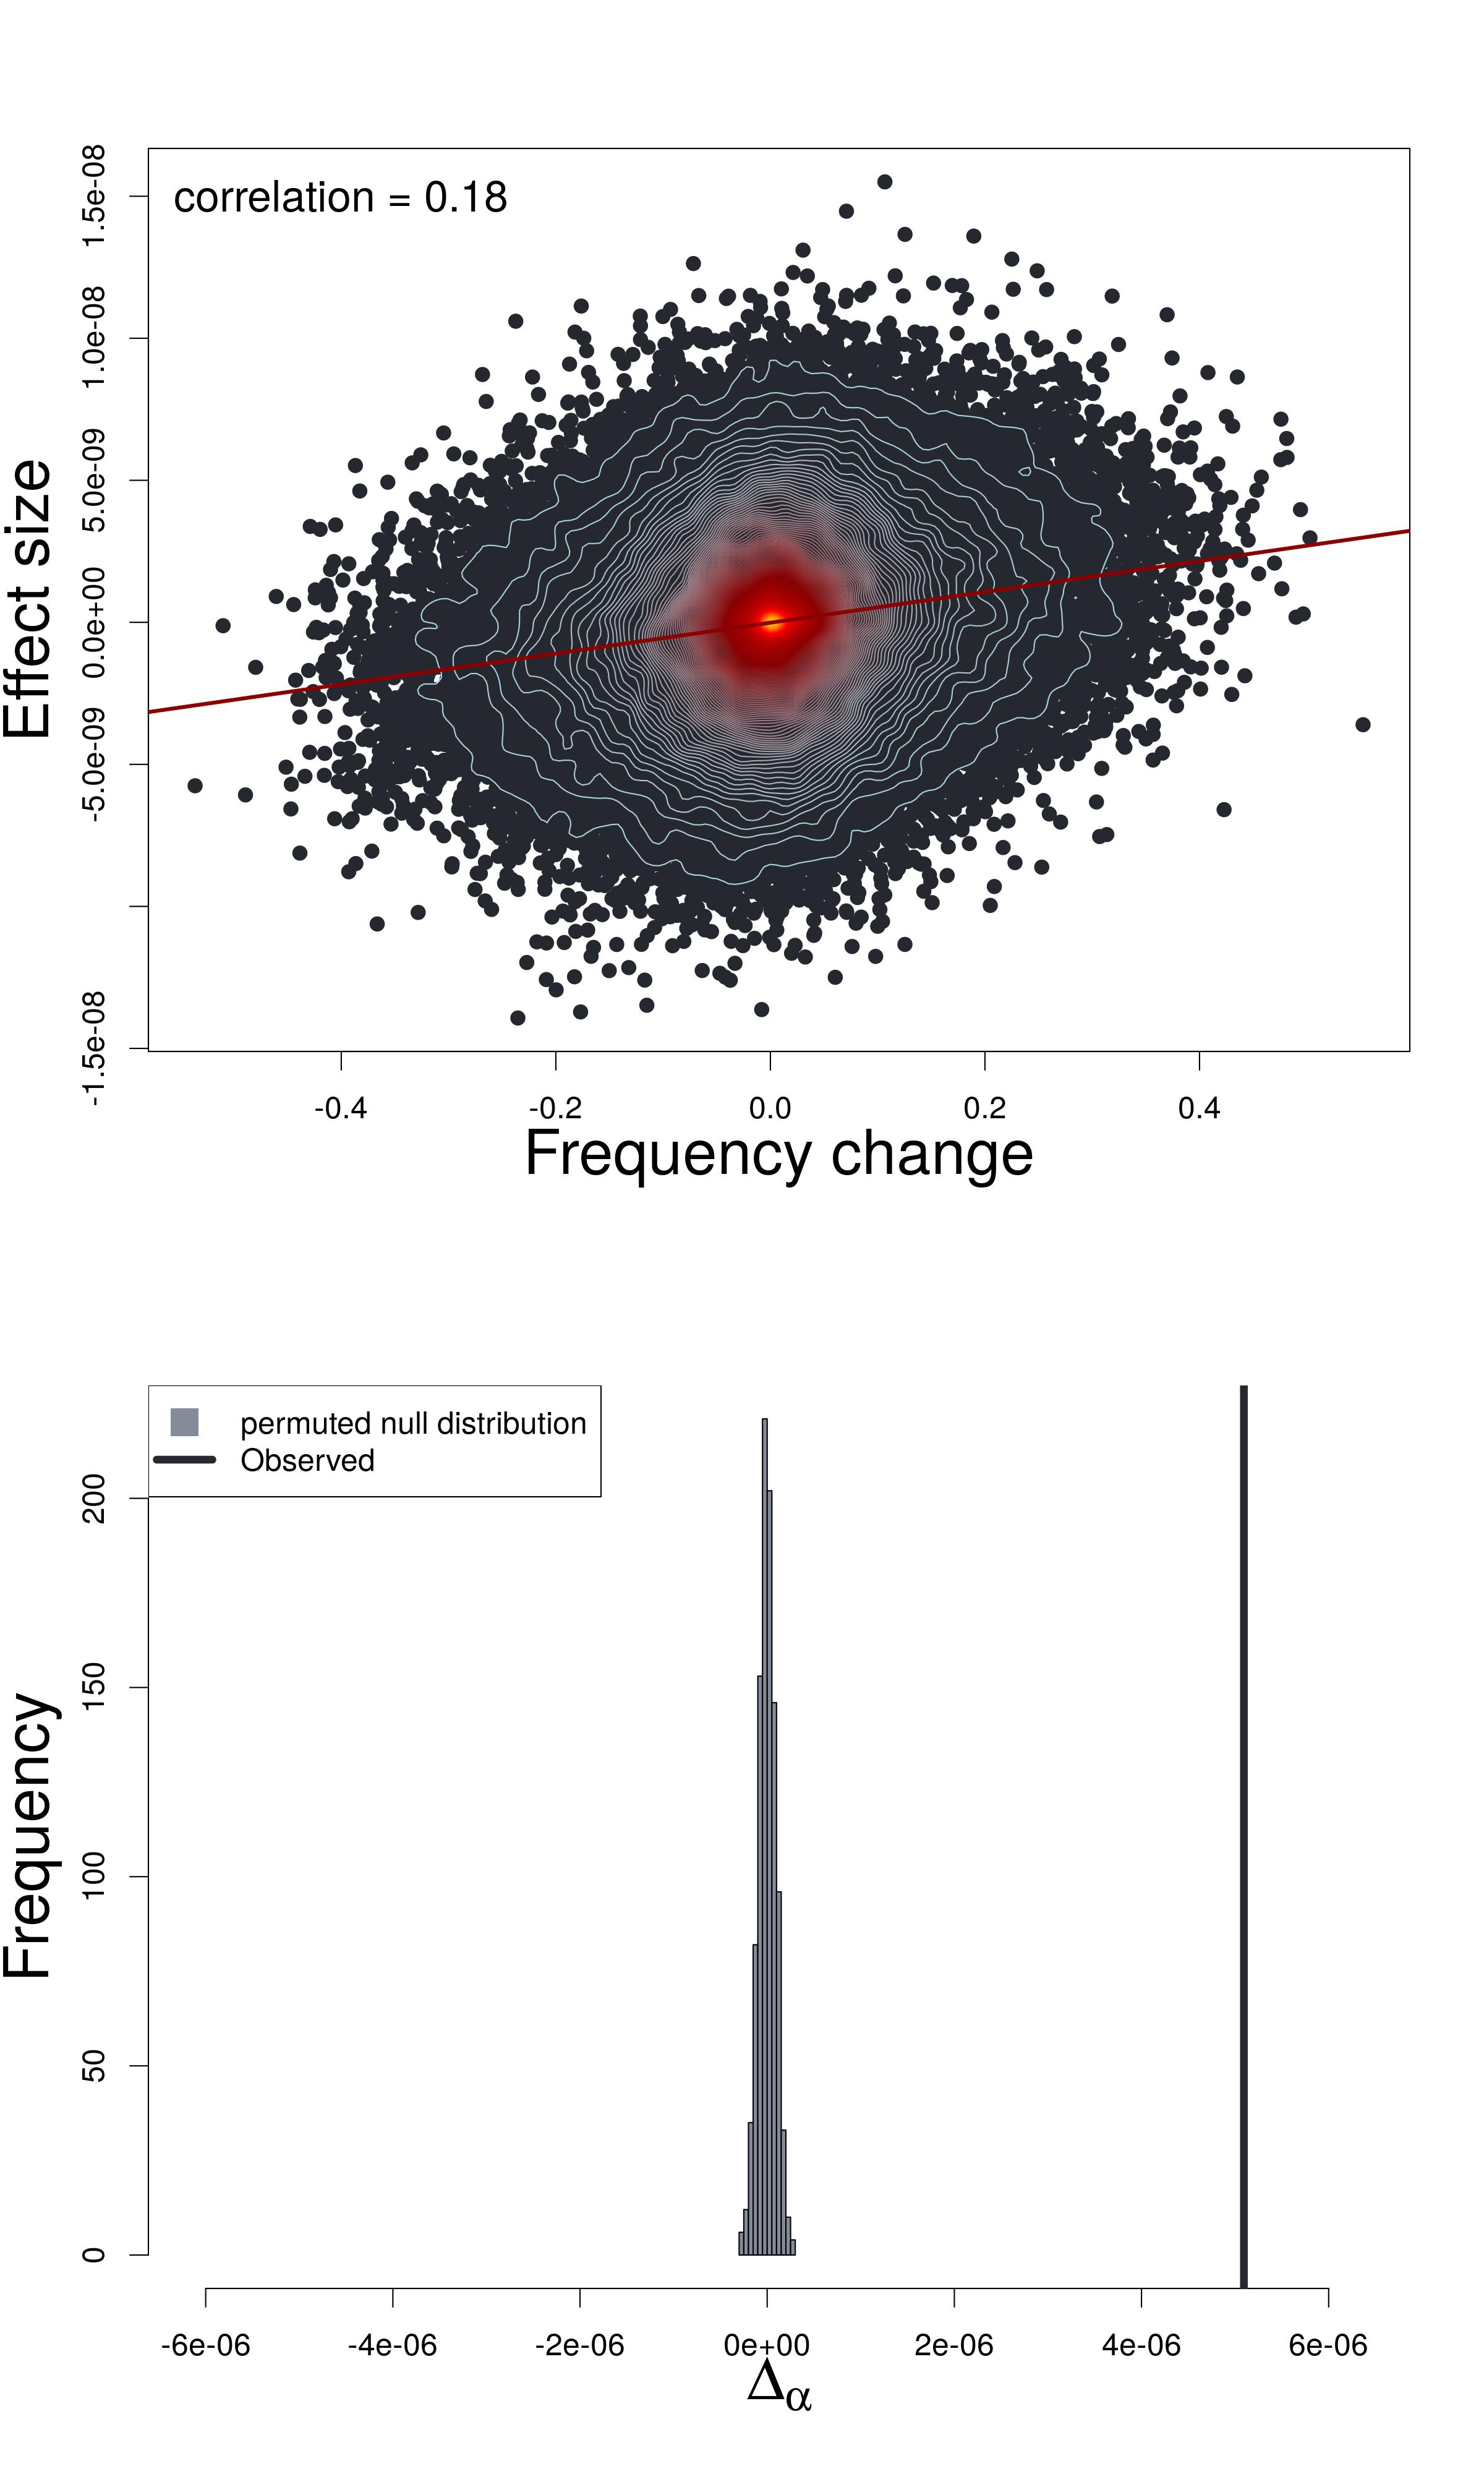 correlation = 0.18
Effect size
1.5e-08
1.0e-08
5.0e-09
0.0e+00
-5.0e-09
-1.5e-08
-0.4 -0.2 0.0 0.2 0.4
Frequency change
permuted null distribution
Observed
Frequency
200
150
100
50
0
-6e-06 -4e-06 -2e-06 0e+00 2e-06 4e-06 6e-06
Δα